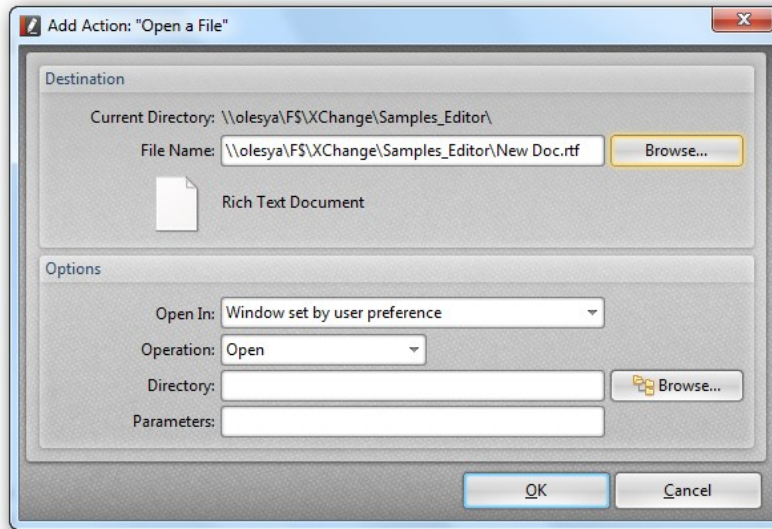 Add Action: "Open a File"
Destination
Current Directory: \\olesya\F$\XChange\Samples_Editor\
File Name: \\olesya\F$\XChange\Samples_Editor\New Doc.rtf Browse...
Rich Text Document
Options
Open In: Window set by user preference
Operation: Open
Directory: Browse...
Parameters:
OK Cancel